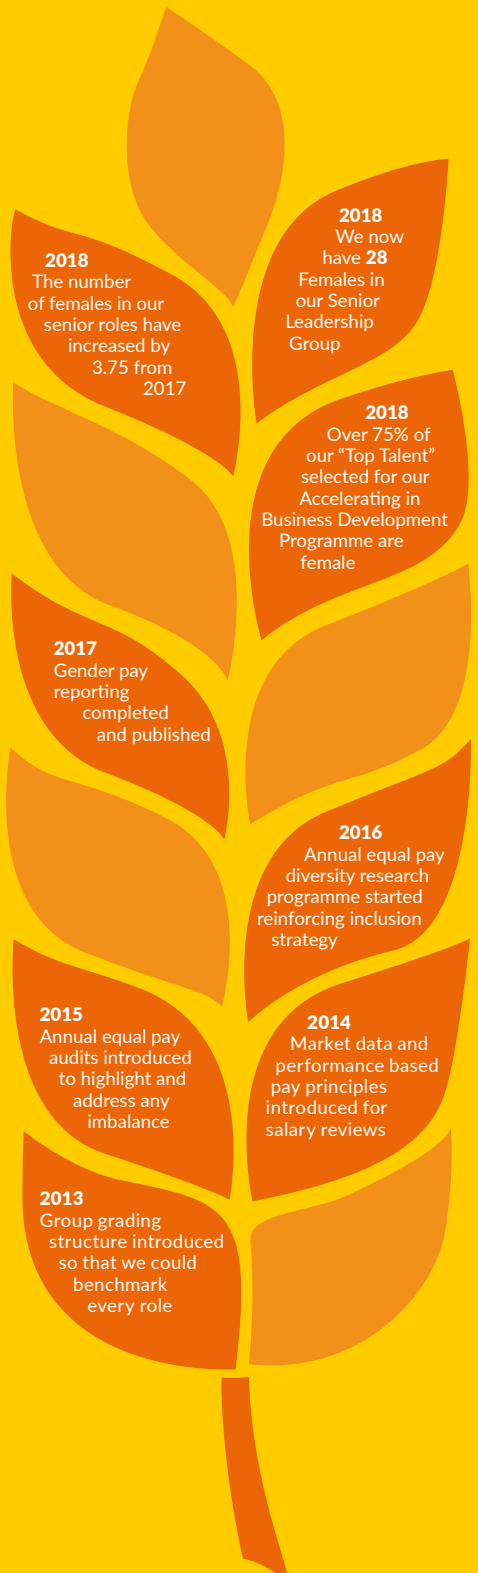 2018
We now
have 28
Females in
our Senior
Leadership
Group
2018
The number
of females in our
senior roles have
increased by
3.75 from
2017
2018
Over 75% of
our “Top Talent”
selected for our
Accelerating in
Business Development
Programme are
female
2017
Gender pay
reporting
completed
and published
2016
Annual equal pay
diversity research
programme started
reinforcing inclusion
strategy
2015
Annual equal pay
audits introduced
to highlight and
address any
imbalance
2014
Market data and
performance based
pay principles
introduced for
salary reviews
2013
Group grading
structure introduced
so that we could
benchmark
every role